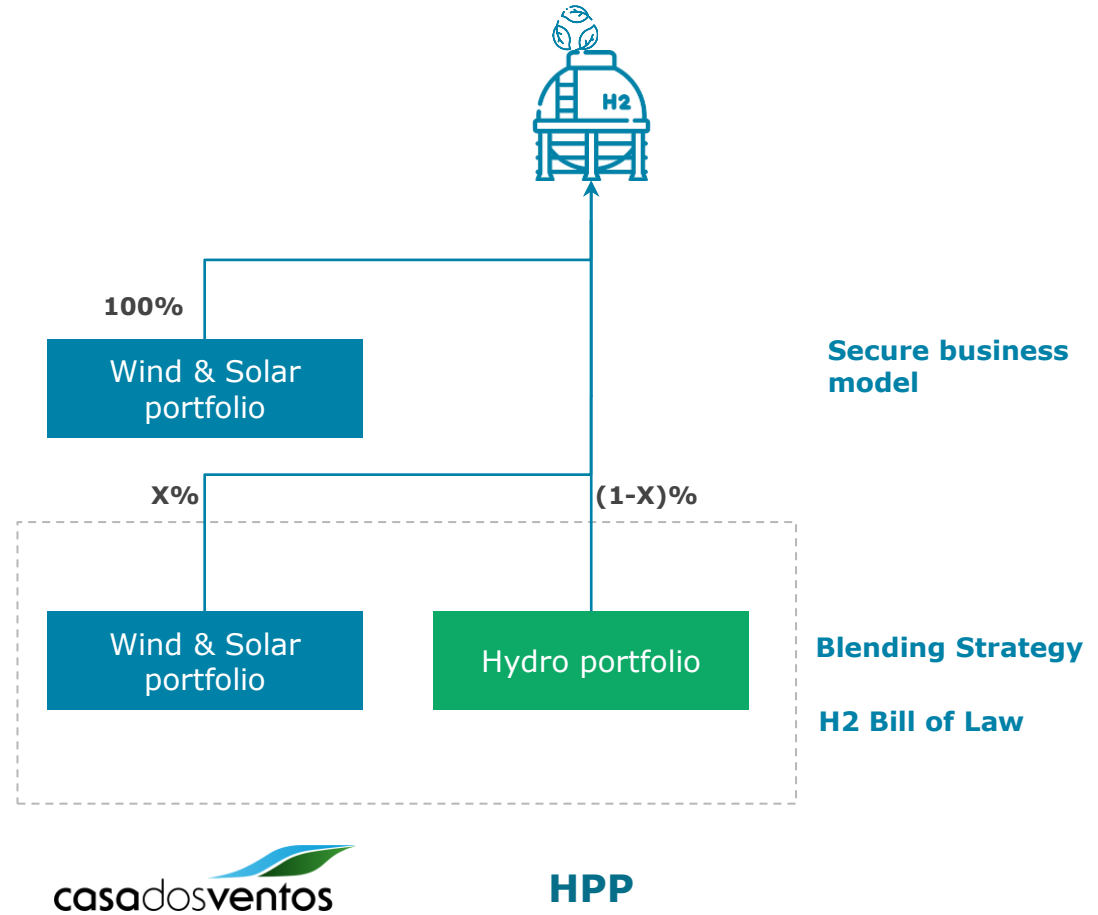 H2
100%
Wind & Solar
portfolio
Secure business
model
X%
(1-X)%
Wind & Solar
portfolio
Hydro portfolio
Blending Strategy
H2 Bill of Law
casadosventos
HPP